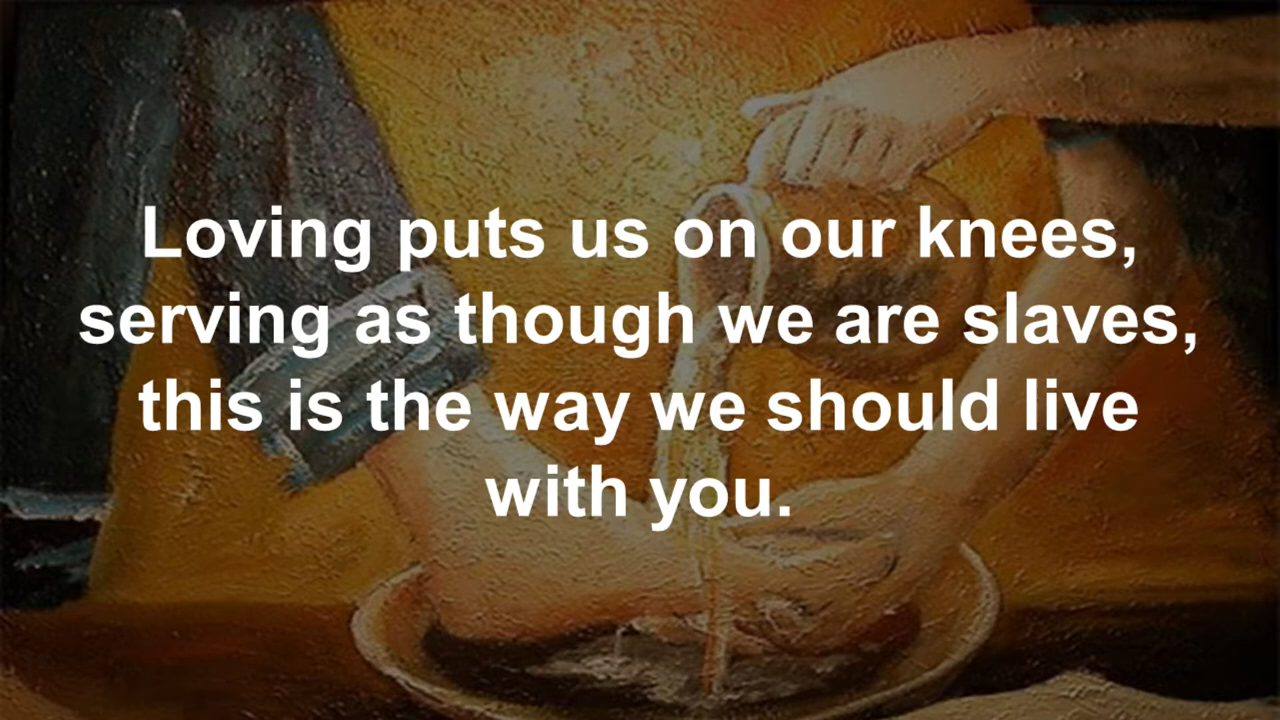 Loving puts us on our knees,
serving as though we are slaves,
this is the way we should live
with you.